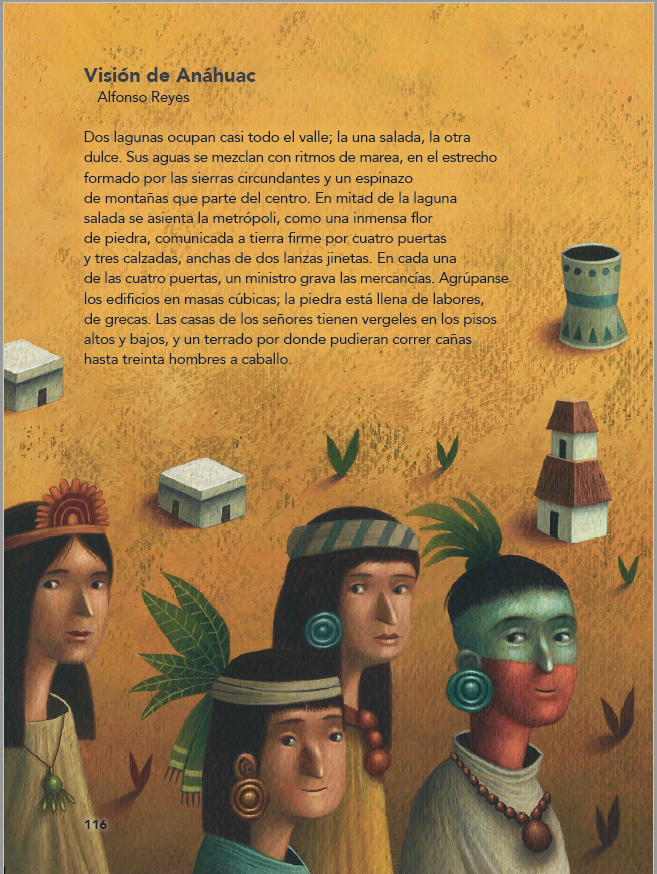 Visión de Anáhuac
Alfonso Reyes
Dos lagunas ocupan casi todo el valle; la una salada, la otra
dulce. Sus aguas se mezclan con ritmos de marea, en el estrecho
formado por las sierras circundantes y un espinazo
de montañas que parte del centro. En mitad de la laguna
salada se asienta la metrópoli, como una inmensa flor
de piedra, comunicada a tierra firme por cuatro puertas
y tres calzadas, anchas de dos lanzas jinetas. En cada una
de las cuatro puertas, un ministro grava las mercancías. Agrúpanse
los edificios en masas cúbicas; la piedra está llena de labores,
de grecas. Las casas de los señores tienen vergeles en los pisos
altos y bajos, y un terrado por donde pudieran correr cañas
hasta treinta hombres a caballo.
116